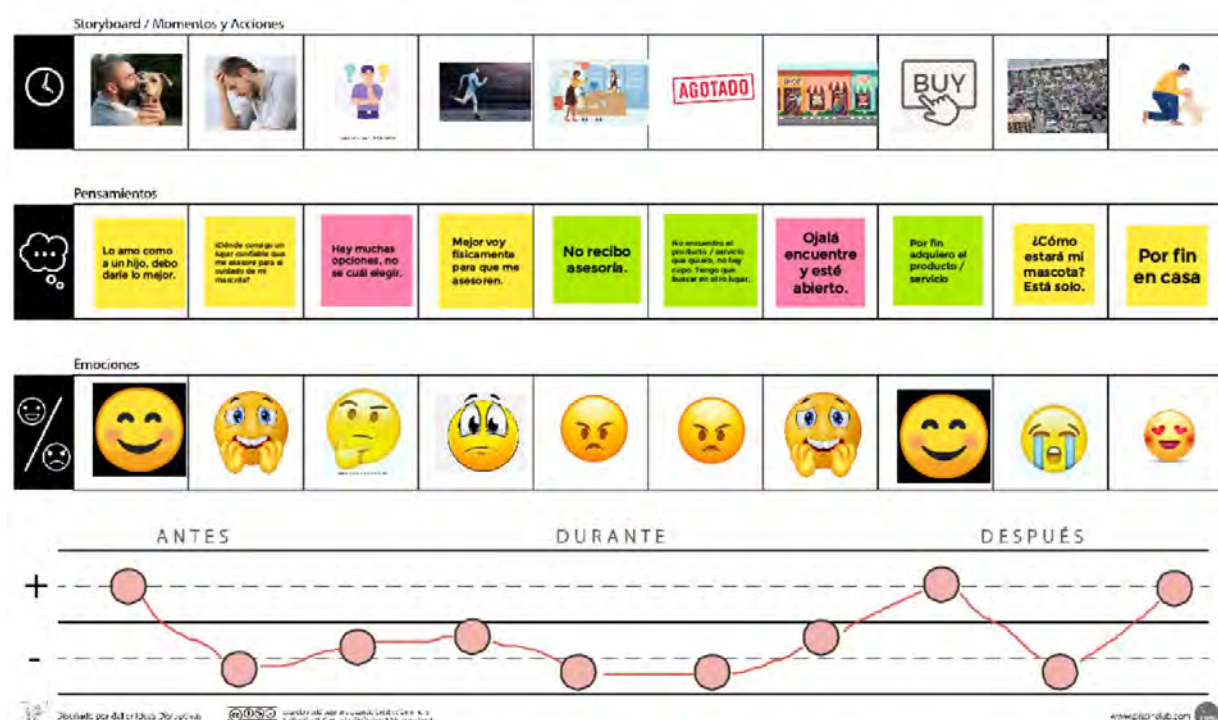 Storyboard / Momentos y Acciones
AGOTADO
SHOP
BUY
Pensamientos
Lo amo como
a un hijo, debo
darle lo mejor.
¿Dónde consigo un
lugar confiable que
me asesore para el
cuidado de mi
mascota?
Hay muchas
opciones, no
se cuál elegir.
Mejor voy
físicamente
para que me
asesoren.
No recibo
asesoría.
No encuentro el
producto / servicio
que quiero, no hay
cupo. Tengo que
buscar en otro lugar.
Ojalá
encuentre
y esté
abierto.
Por fin
adquiero el
producto /
servicio
¿Cómo
estará mi
mascota?
Está solo.
Por fin
en casa
Emociones
ANTES
DURANTE
DESPUÉS
+
-
Diseñado por